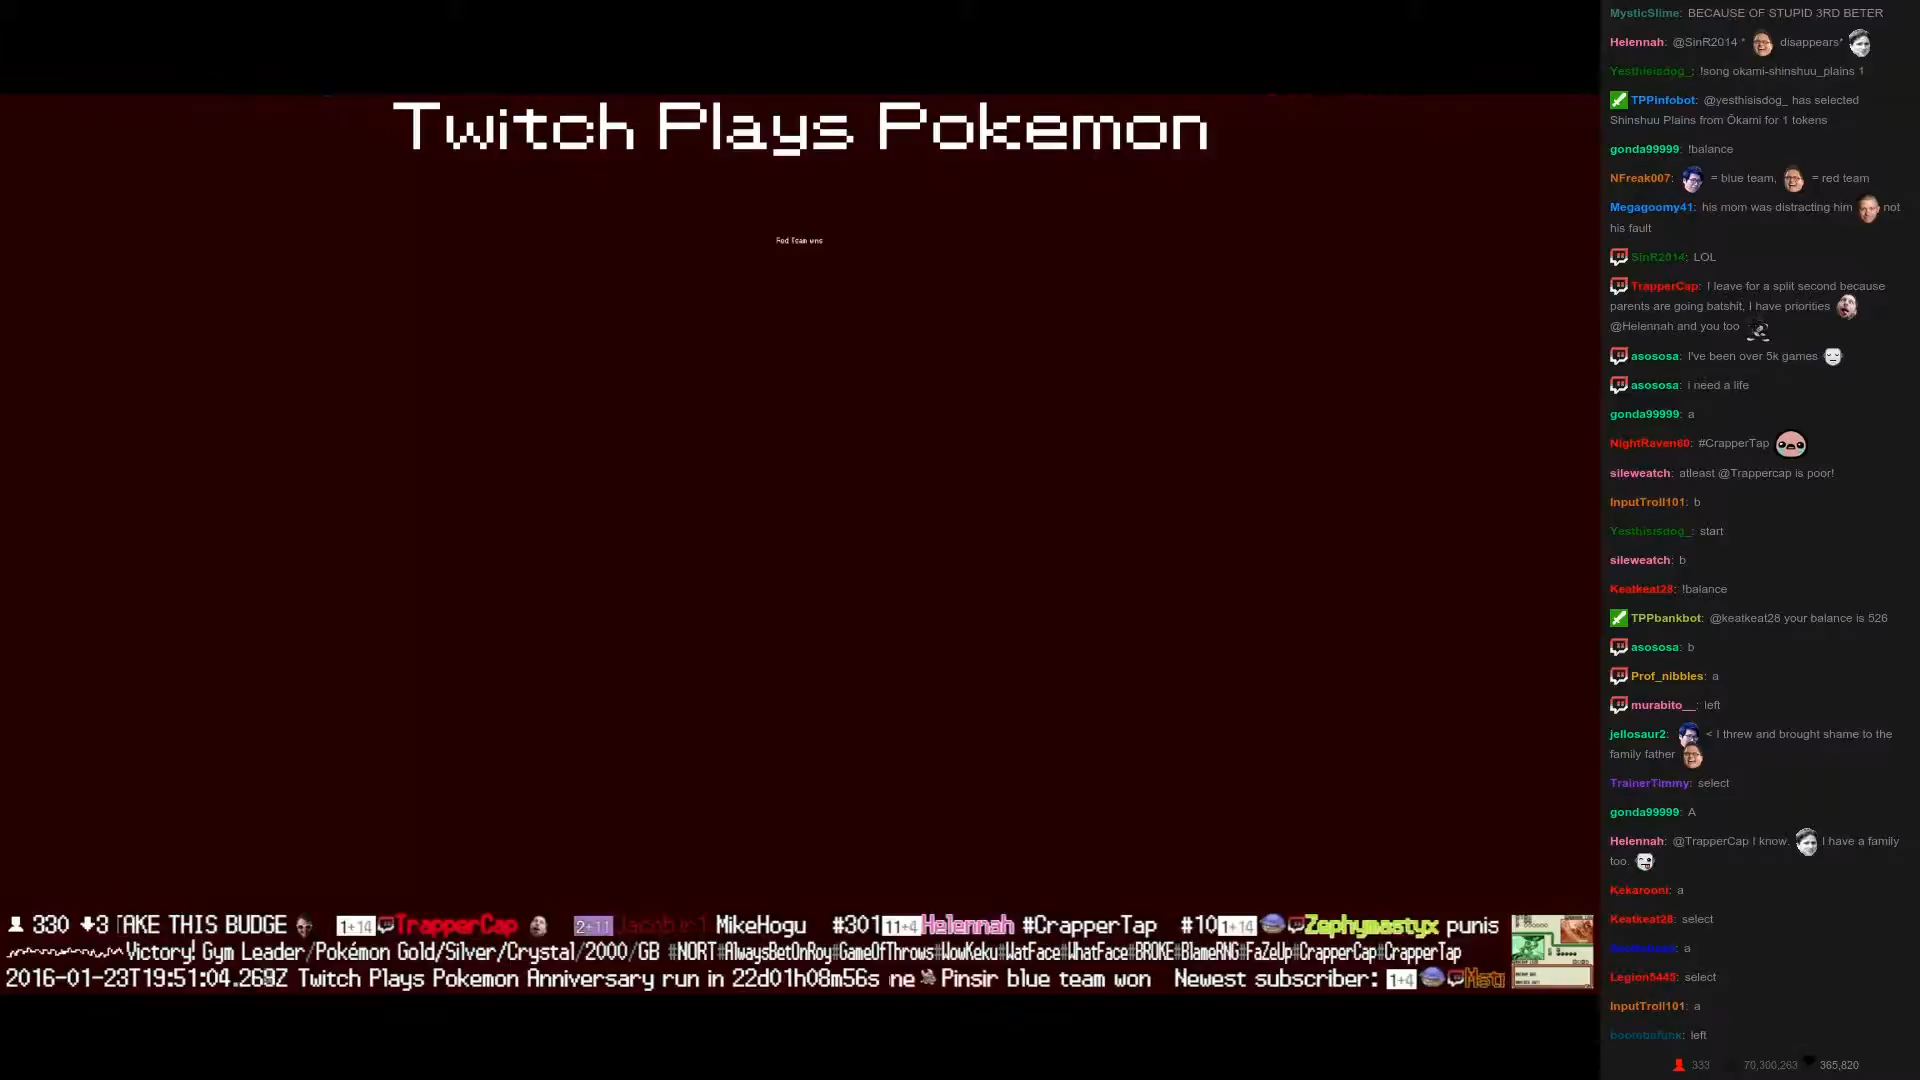 Twitch Plays Pokemon
Red Team wins
330 3 TAKE THIS BUDGE 1+14 TrapperCap 2+11 MikeHogu #301 11+4 Helennah #CrapperTap #10 1+14 Zephymastyx punis
Victory! Gym Leader/Pokémon Gold/Silver/Crystal/2000/GB #NORT#AlwaysBetOnRoy#GameOfThrows#WowKeku#WatFace#WhatFace#BROKE#BlameRNG#FaZeUp#CrapperCap#CrapperTap
2016-01-23T19:51:04.269Z Twitch Plays Pokemon Anniversary run in 22d01h08m56s ne Pinsir blue team won Newest subscriber: 1+4
MysticSlime: BECAUSE OF STUPID 3RD BETER
Helennah: @SinR2014 * disappears*
Yesthisisdog_: !song okami-shinshuu_plains 1
TPPinfobot: @yesthisisdog_ has selected
Shinshuu Plains from Ōkami for 1 tokens
gonda99999: !balance
NFreak007: = blue team, = red team
Megagoomy41: his mom was distracting him not
his fault
SinR2014: LOL
TrapperCap: I leave for a split second because
parents are going batshit, I have priorities
@Helennah and you too
asososa: I've been over 5k games
asososa: i need a life
gonda99999: a
NightRaven60: #CrapperTap
sileweatch: atleast @Trappercap is poor!
InputTroll101: b
Yesthisisdog_: start
sileweatch: b
Keatkeat28: !balance
TPPbankbot: @keatkeat28 your balance is 526
asososa: b
Prof_nibbles: a
murabito__: left
jellosaur2: < I threw and brought shame to the
family father
TrainerTimmy: select
gonda99999: A
Helennah: @TrapperCap I know. I have a family
too.
Kekarooni: a
Keatkeat28: select
a
Legion5445: select
InputTroll101: a
boombafunk: left
333 70,300,263 365,820